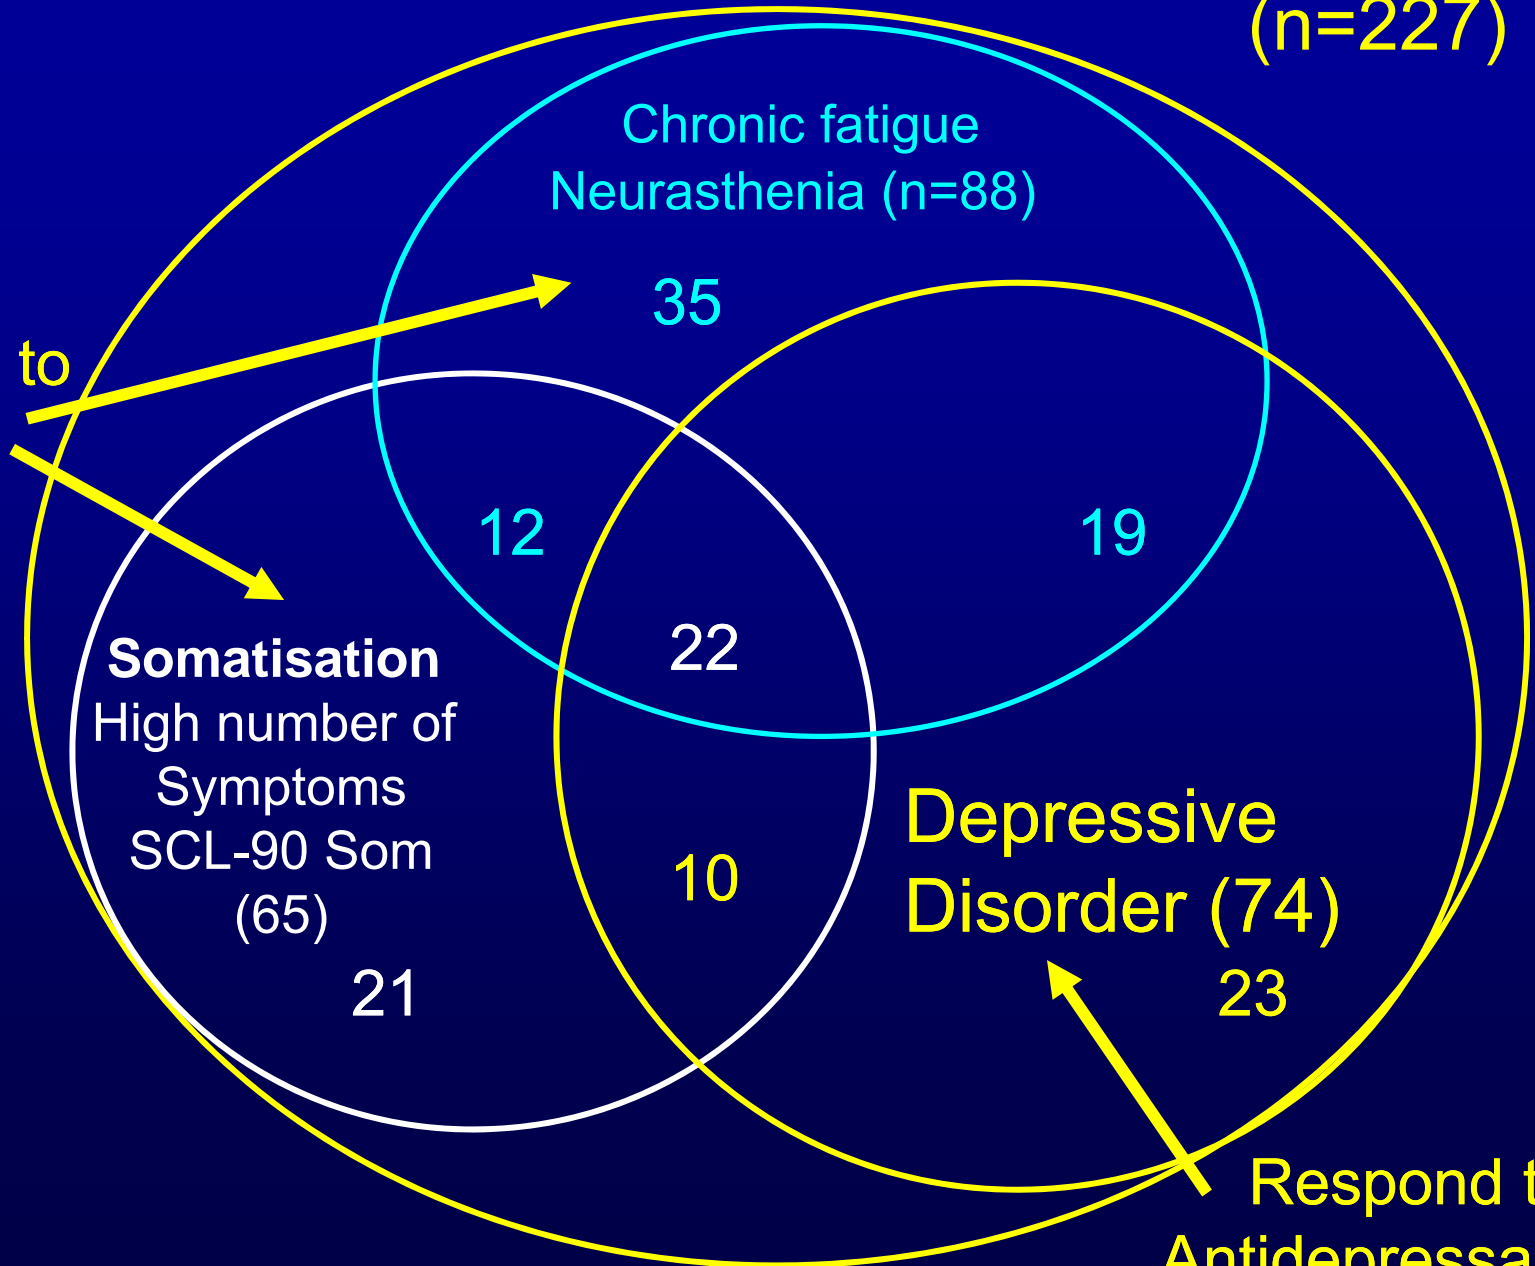 (n=227)
Chronic fatigue
Neurasthenia (n=88)
35
to
12
19
22
Somatisation
High number of
Symptoms
SCL-90 Som
(65)
21
10
Depressive
Disorder (74)
23
Respond t
Antidepressa